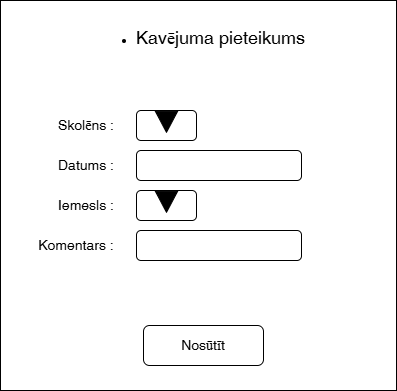 • Kavējuma pieteikums
Skolēns :
Datums :
Iemesls :
Komentars :
Nosūtīt